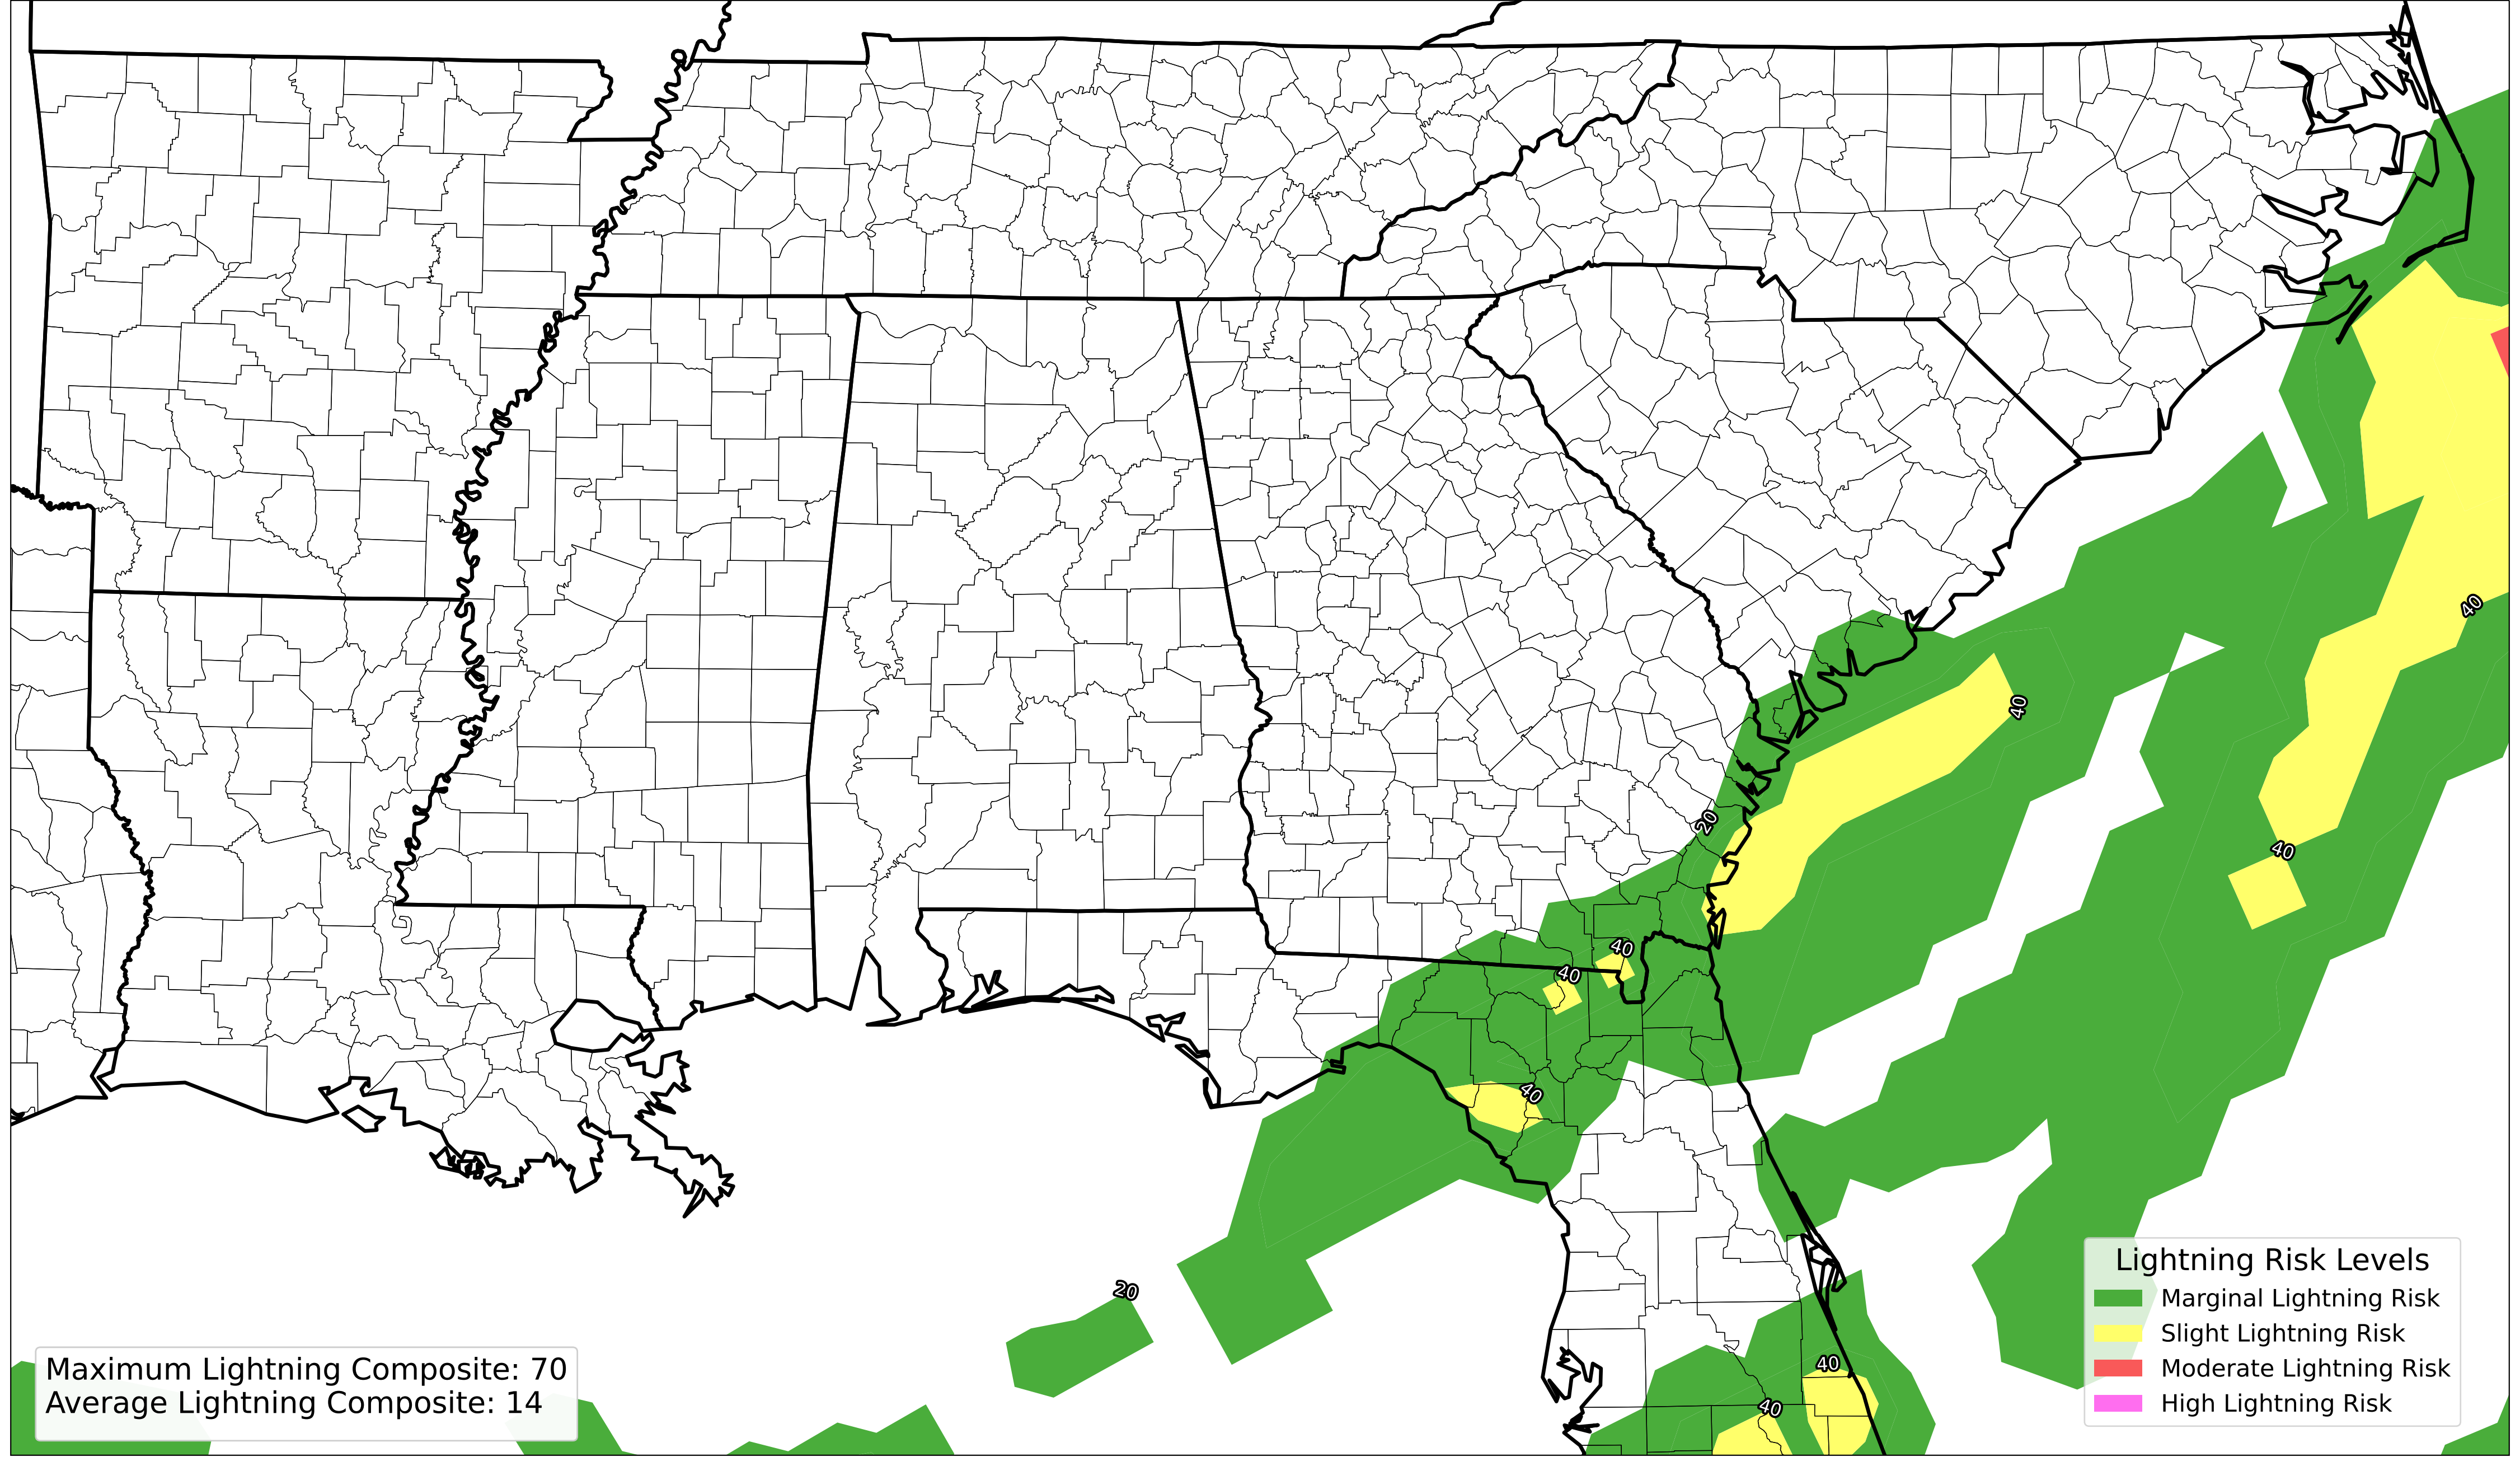 40
40
20
40
40
40
40
20
40
40
Maximum Lightning Composite: 70
Average Lightning Composite: 14
Lightning Risk Levels
Marginal Lightning Risk
Slight Lightning Risk
Moderate Lightning Risk
High Lightning Risk